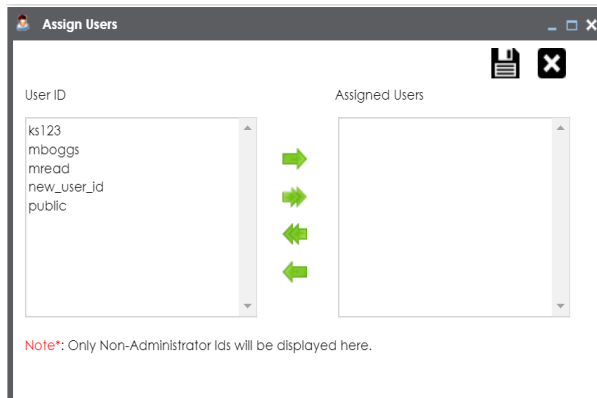 Assign Users
User ID
Assigned Users
ks123
mboggs
mread
new_user_id
public
Note*: Only Non-Administrator Ids will be displayed here.